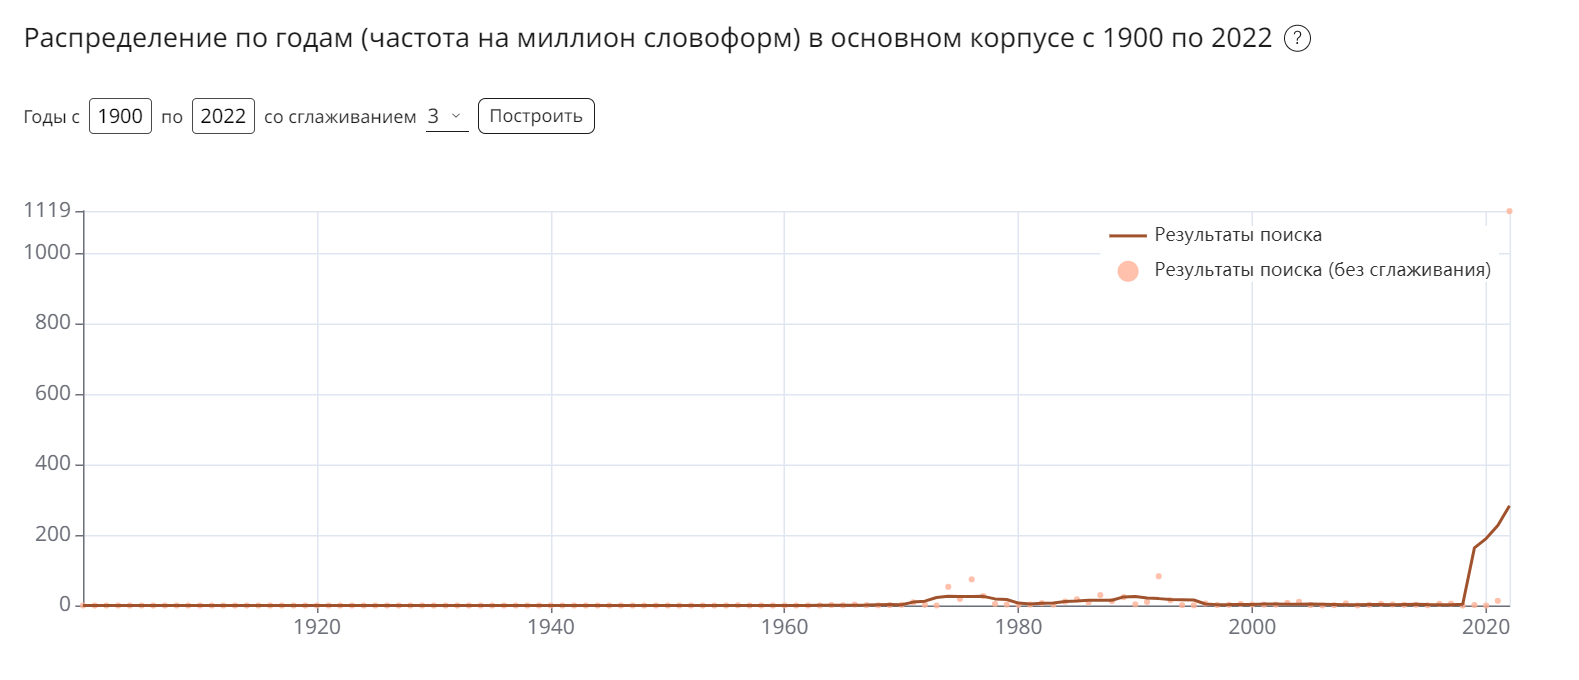 Распределение по годам (частота на миллион словоформ) в основном корпусе с 1900 по 2022 ?
Годы с 1900 по 2022 со сглаживанием 3 Построить
1119
1000
800
600
400
200
0
Результаты поиска
Результаты поиска (без сглаживания)
1920 1940 1960 1980 2000 2020